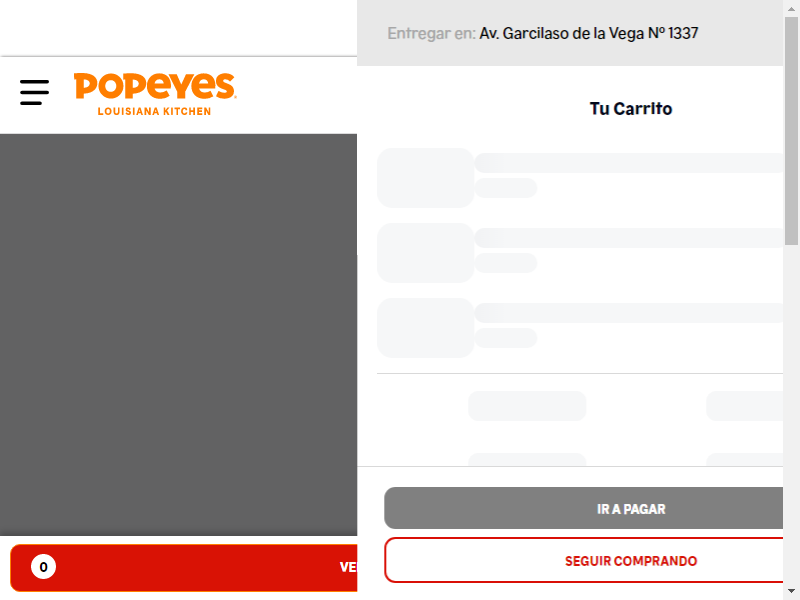 Entregar en: Av. Garcilaso de la Vega Nº 1337
POPEYES
LOUISIANA KITCHEN
Tu Carrito
IR A PAGAR
SEGUIR COMPRANDO
0
VE